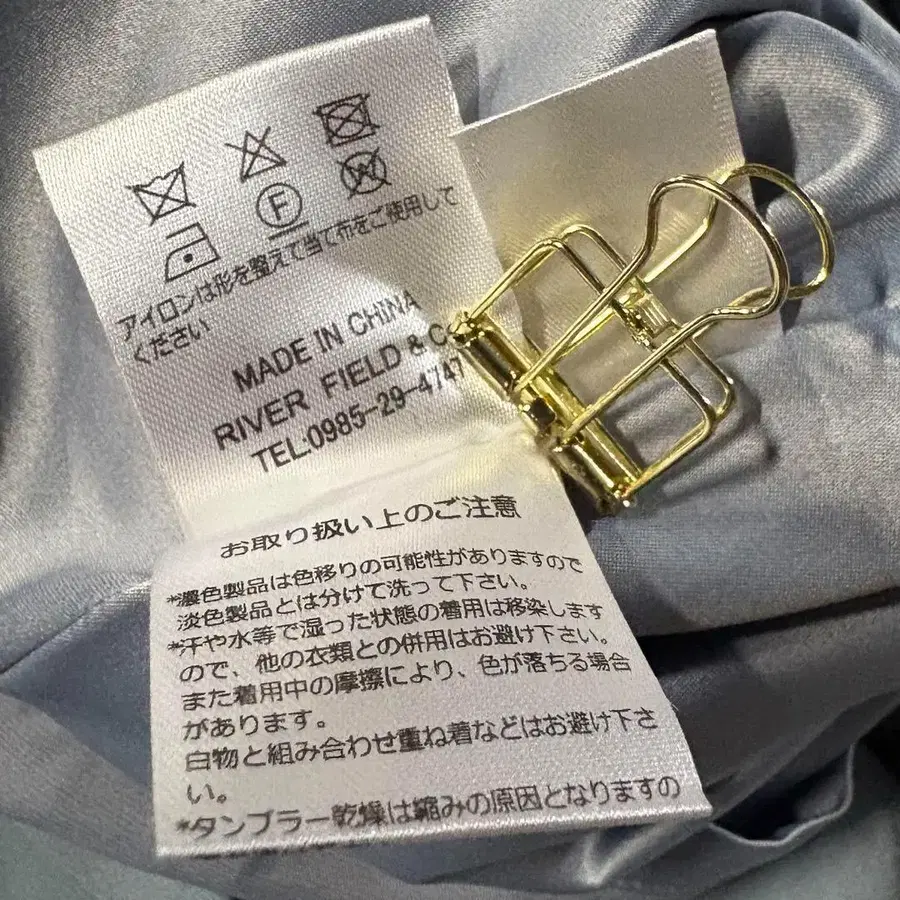 F
アイロンは形を整えて当て布をご使用して
ください
MADE IN CHINA
RIVER FIELD & C
TEL:0985-29-4747
お取り扱い上のご注意
*濃色製品は色移りの可能性がありますので
淡色製品とは分けて洗って下さい。
*汗や水等で湿った状態の着用は移染します
ので、他の衣類との併用はお避け下さい。
また着用中の摩擦により、色が落ちる場合
があります。
白物と組み合わせ重ね着などはお避け下さ
い。
*タンブラー乾燥は縮みの原因となりますの